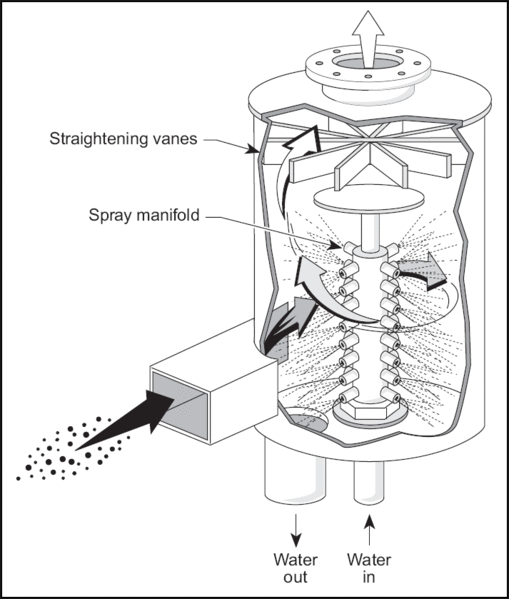 Straightening vanes
Spray manifold
Water
out
Water
in